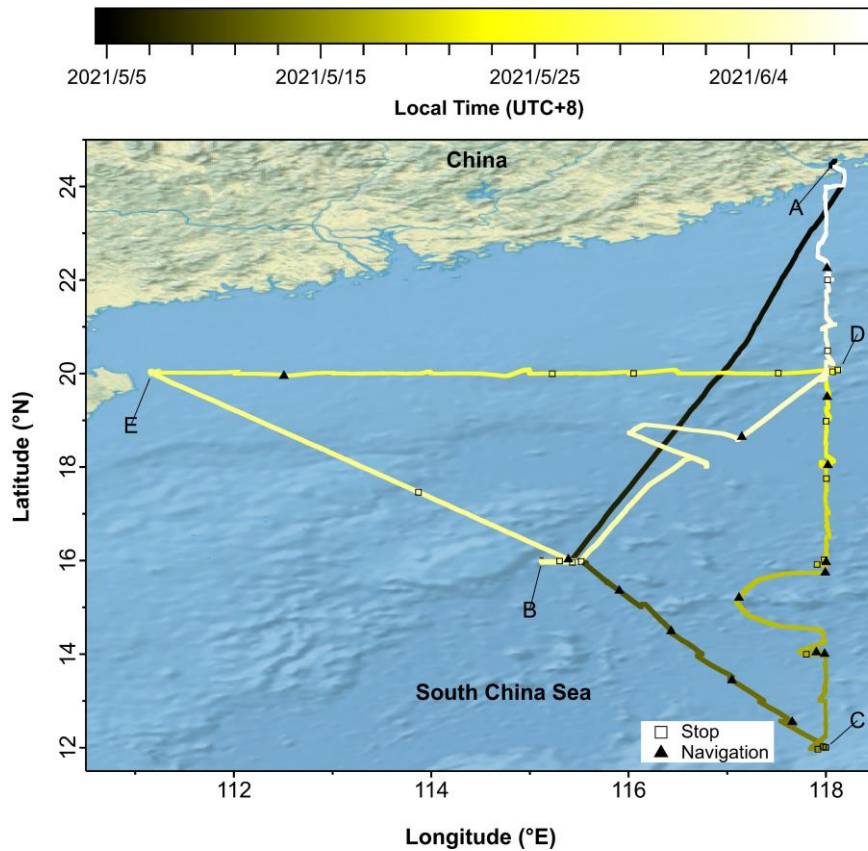 2021/5/5 2021/5/15 2021/5/25 2021/6/4
Local Time (UTC+8)
China
24
A
22
D
20
E
18
Latitude (°N)
16
B
14
South China Sea
C
Stop
12
Navigation
112 114 116 118
Longitude (°E)